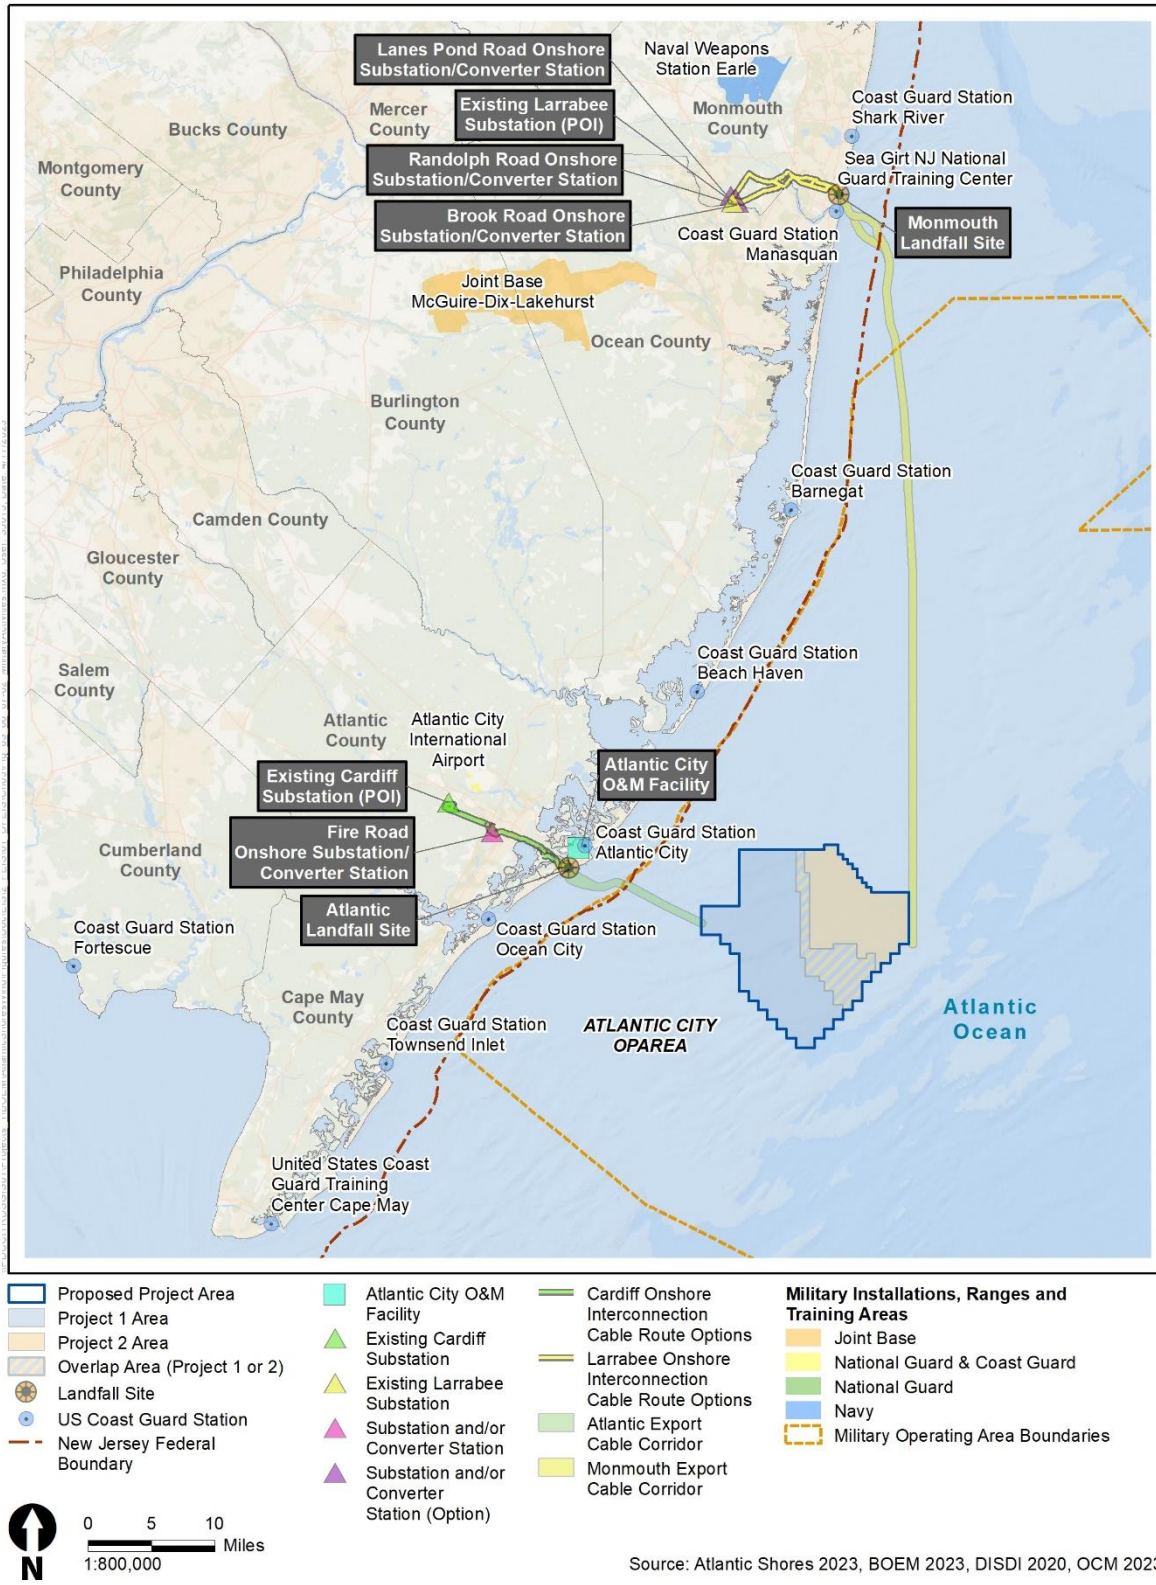 Lanes Pond Road Onshore
Substation/Converter Station
Naval Weapons
Station Earle
Existing Larrabee
Substation (POI)
Mercer
County
Monmouth
County
Coast Guard Station
Shark River
Bucks County
Montgomery
County
Randolph Road Onshore
Substation/Converter Station
Sea Girt NJ National
Guard Training Center
Brook Road Onshore
Substation/Converter Station
Monmouth
Landfall Site
Coast Guard Station
Manasquan
Philadelphia
County
Joint Base
McGuire-Dix-Lakehurst
Ocean County
Burlington
County
Coast Guard Station
Barnegat
Camden County
Gloucester
County
Salem
County
Coast Guard Station
Beach Haven
Atlantic
County
Atlantic City
International
Airport
Existing Cardiff
Substation (POI)
Atlantic City
O&M Facility
Fire Road
Onshore Substation/
Converter Station
Coast Guard Station
Atlantic City
Cumberland
County
Atlantic
Landfall Site
Coast Guard Station
Fortescue
Coast Guard Station
Ocean City
Cape May
County
Coast Guard Station
Townsend Inlet
ATLANTIC CITY
OPAREA
Atlantic
Ocean
United States Coast
Guard Training
Center Cape May
Proposed Project Area
Project 1 Area
Project 2 Area
Overlap Area (Project 1 or 2)
Landfall Site
US Coast Guard Station
New Jersey Federal
Boundary
Atlantic City O&M
Facility
Existing Cardiff
Substation
Existing Larrabee
Substation
Substation and/or
Converter Station
Substation and/or
Converter
Station (Option)
Cardiff Onshore
Interconnection
Cable Route Options
Larrabee Onshore
Interconnection
Cable Route Options
Atlantic Export
Cable Corridor
Monmouth Export
Cable Corridor
Military Installations, Ranges and
Training Areas
Joint Base
National Guard & Coast Guard
National Guard
Navy
Military Operating Area Boundaries
N
0 5 10
Miles
1:800,000
Source: Atlantic Shores 2023, BOEM 2023, DISDI 2020, OCM 2023